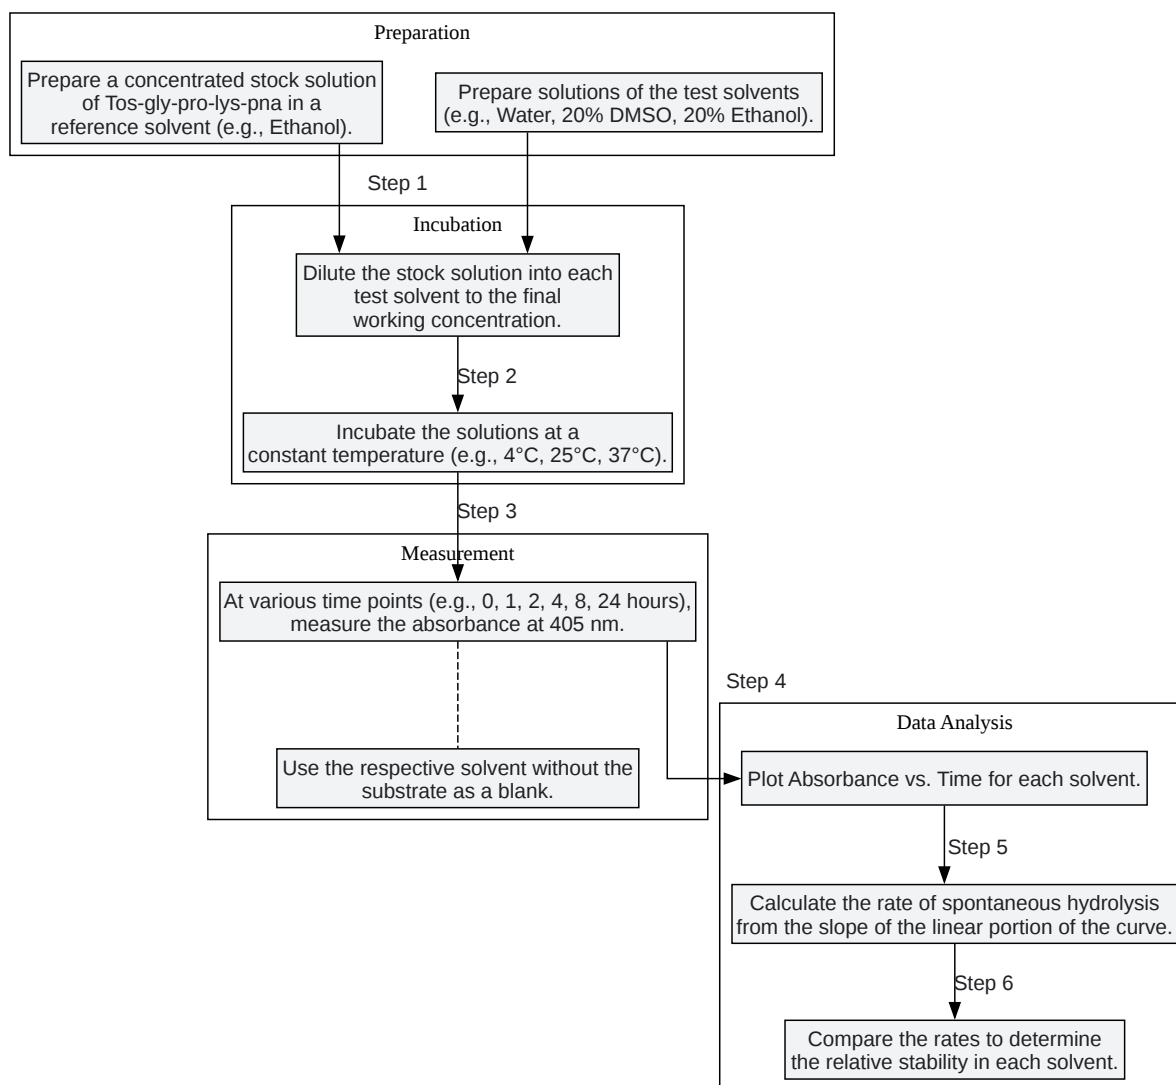 Preparation
Prepare a concentrated stock solution
of Tos-gly-pro-lys-pna in a
reference solvent (e.g., Ethanol).
Prepare solutions of the test solvents
(e.g., Water, 20% DMSO, 20% Ethanol).
Step 1
Incubation
Dilute the stock solution into each
test solvent to the final
working concentration.
Step 2
Incubate the solutions at a
constant temperature (e.g., 4°C, 25°C, 37°C).
Step 3
Measurement
At various time points (e.g., 0, 1, 2, 4, 8, 24 hours),
measure the absorbance at 405 nm.
Use the respective solvent without the
substrate as a blank.
Step 4
Data Analysis
Plot Absorbance vs. Time for each solvent.
Step 5
Calculate the rate of spontaneous hydrolysis
from the slope of the linear portion of the curve.
Step 6
Compare the rates to determine
the relative stability in each solvent.